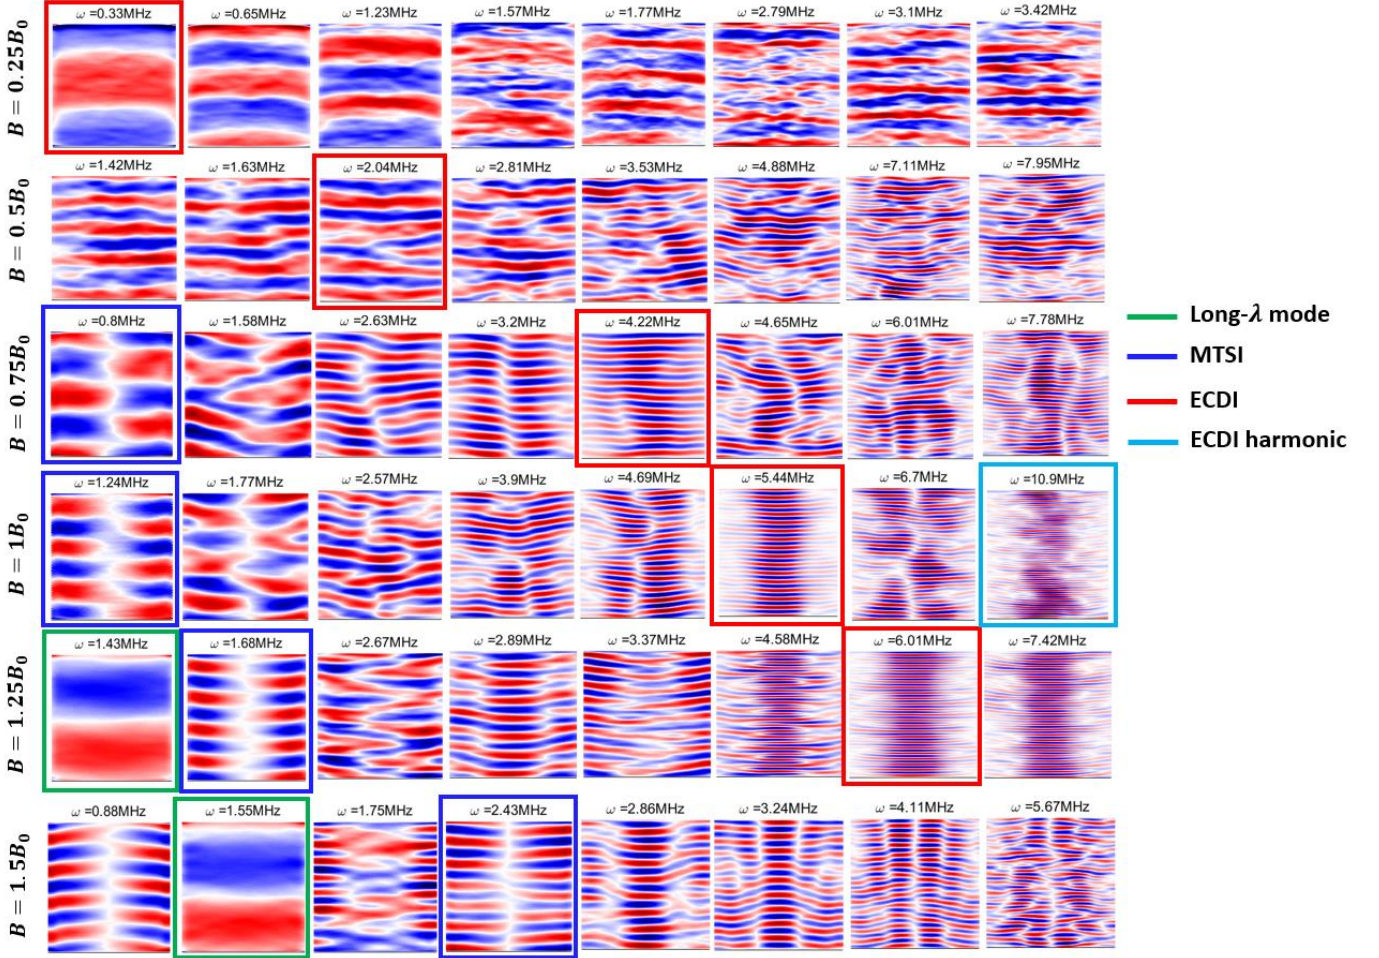 B = 0.25B₀
ω =0.33MHz ω =0.65MHz ω =1.23MHz ω =1.57MHz ω =1.77MHz ω =2.79MHz ω =3.1MHz ω =3.42MHz
B = 0.5B₀
ω =1.42MHz ω =1.63MHz ω =2.04MHz ω =2.81MHz ω =3.53MHz ω =4.88MHz ω =7.11MHz ω =7.95MHz
B = 0.75B₀
ω =0.8MHz ω =1.58MHz ω =2.63MHz ω =3.2MHz ω =4.22MHz ω =4.65MHz ω =6.01MHz ω =7.78MHz
B = 1B₀
ω =1.24MHz ω =1.77MHz ω =2.57MHz ω =3.9MHz ω =4.69MHz ω =5.44MHz ω =6.7MHz ω =10.9MHz
B = 1.25B₀
ω =1.43MHz ω =1.68MHz ω =2.67MHz ω =2.89MHz ω =3.37MHz ω =4.58MHz ω =6.01MHz ω =7.42MHz
B = 1.5B₀
ω =0.88MHz ω =1.55MHz ω =1.75MHz ω =2.43MHz ω =2.86MHz ω =3.24MHz ω =4.11MHz ω =5.67MHz
Long-λ mode
MTSI
ECDI
ECDI harmonic